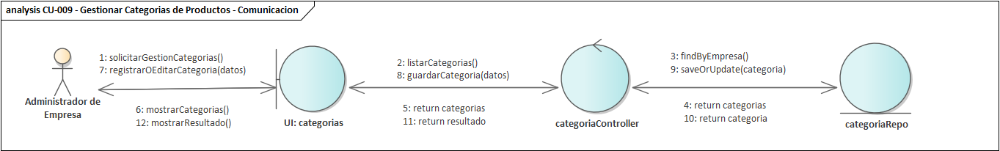 analysis CU-009 - Gestionar Categorias de Productos - Comunicacion
1: solicitarGestionCategorias()
7: registrarOEditarCategoria(datos)
6: mostrarCategorias()
12: mostrarResultado()
Administrador de
Empresa
UI: categorias
2: listarCategorias()
8: guardarCategoria(datos)
5: return categorias
11: return resultado
categoriaController
3: findByEmpresa()
9: saveOrUpdate(categoria)
4: return categorias
10: return categoria
categoriaRepo